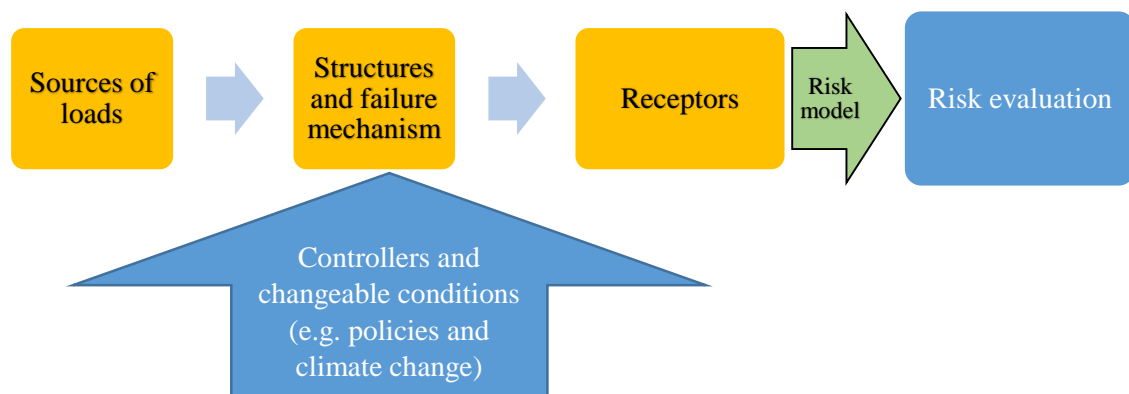 Sources of
loads
Structures
and failure
mechanism
Receptors
Risk
model
Risk evaluation
Controllers and
changeable conditions
(e.g. policies and
climate change)